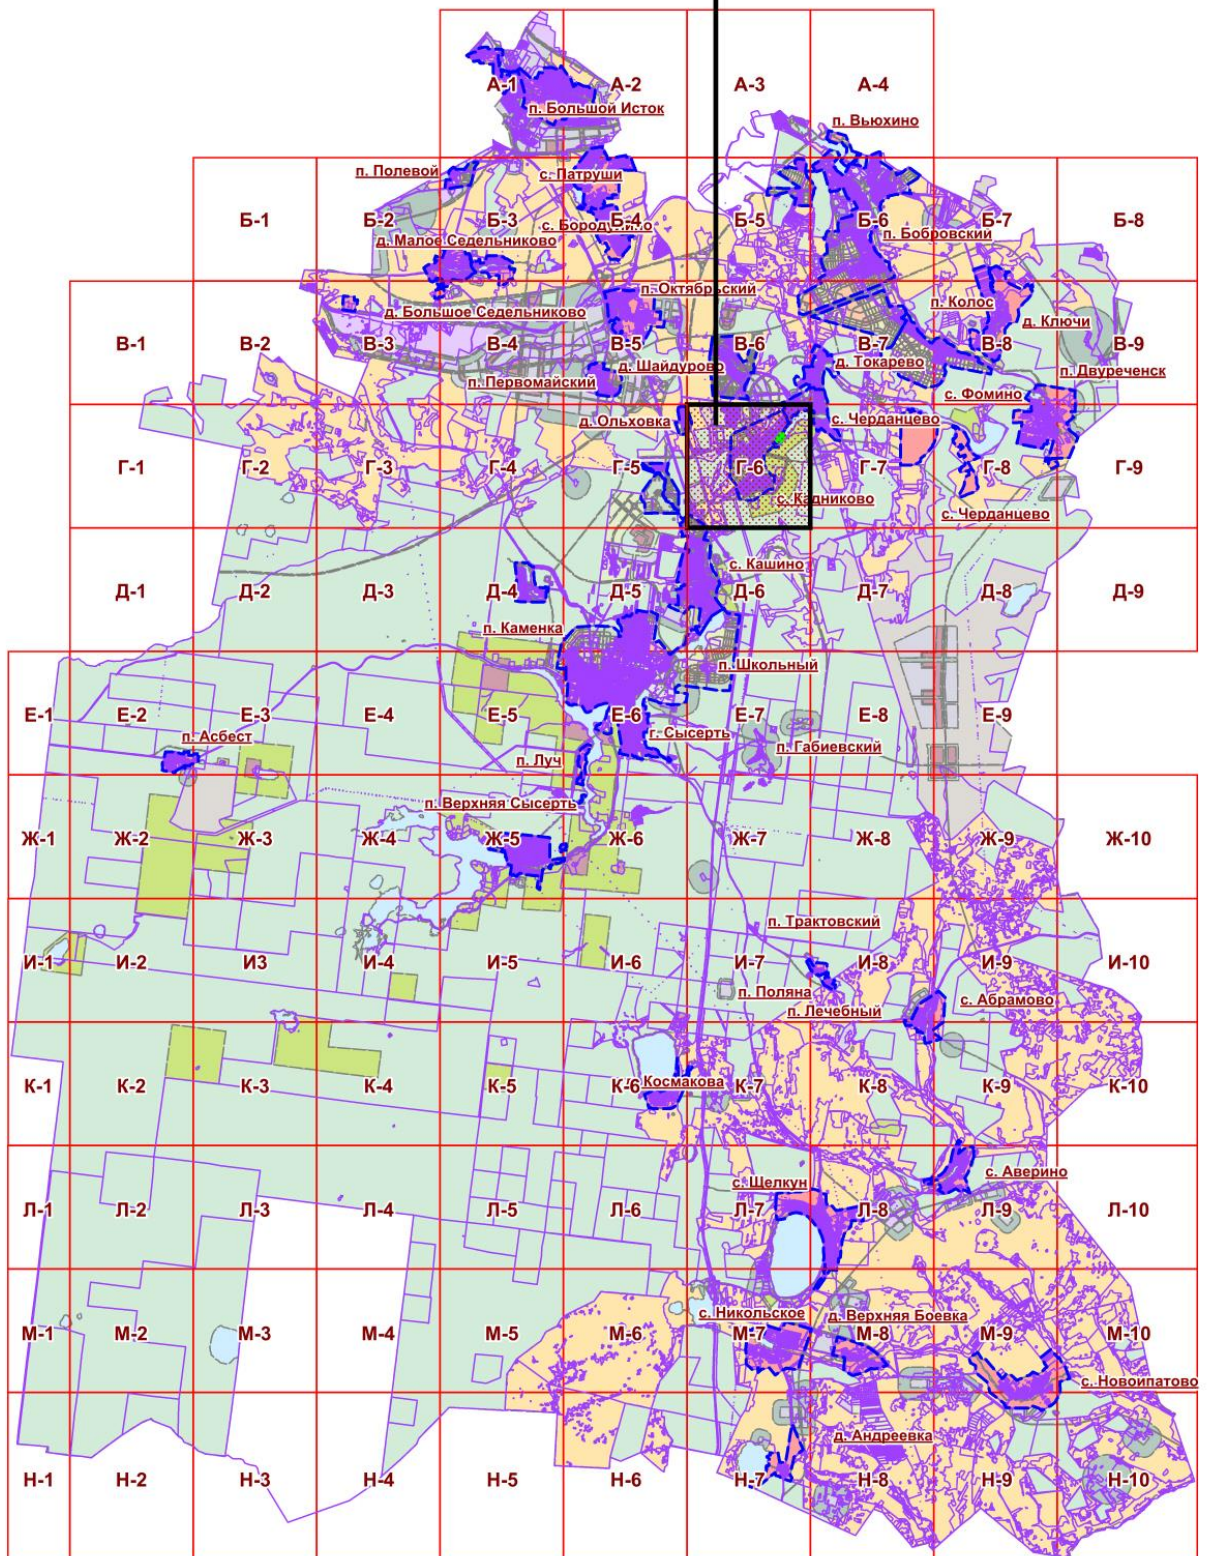 А-1
А-2
А-3
А-4
п. Большой Исток
п. Вьюхино
п. Полевой
с. Патруши
Б-1
Б-2
Б-3
Б-4
Б-5
Б-6
Б-7
Б-8
с. Бородулино
п. Бобровский
д. Малое Седельниково
п. Октябрьский
п. Колос
д. Большое Седельниково
д. Ключи
В-1
В-2
В-3
В-4
В-5
В-6
В-7
В-8
В-9
д. Шайдурово
д. Токарево
п. Двуреченск
п. Первомайский
с. Фомино
д. Ольховка
с. Черданцево
Г-1
Г-2
Г-3
Г-4
Г-5
Г-6
Г-7
Г-8
Г-9
с. Кадниково
с. Черданцево
с. Кашино
Д-1
Д-2
Д-3
Д-4
Д-5
Д-6
Д-7
Д-8
Д-9
п. Каменка
п. Школьный
Е-1
Е-2
Е-3
Е-4
Е-5
Е-6
Е-7
Е-8
Е-9
п. Асбест
г. Сысерть
п. Габиевский
п. Луч
п. Верхняя Сысерть
Ж-1
Ж-2
Ж-3
Ж-4
Ж-5
Ж-6
Ж-7
Ж-8
Ж-9
Ж-10
п. Трактовский
И-1
И-2
И3
И-4
И-5
И-6
И-7
И-8
И-9
И-10
п. Поляна
с. Абрамово
п. Лечебный
К-1
К-2
К-3
К-4
К-5
К-6
Космакова
К-7
К-8
К-9
К-10
с. Аверино
с. Щелкун
Л-1
Л-2
Л-3
Л-4
Л-5
Л-6
Л-7
Л-8
Л-9
Л-10
с. Никольское
д. Верхняя Боевка
М-1
М-2
М-3
М-4
М-5
М-6
М-7
М-8
М-9
М-10
с. Новоипатово
д. Андреевка
Н-1
Н-2
Н-3
Н-4
Н-5
Н-6
Н-7
Н-8
Н-9
Н-10